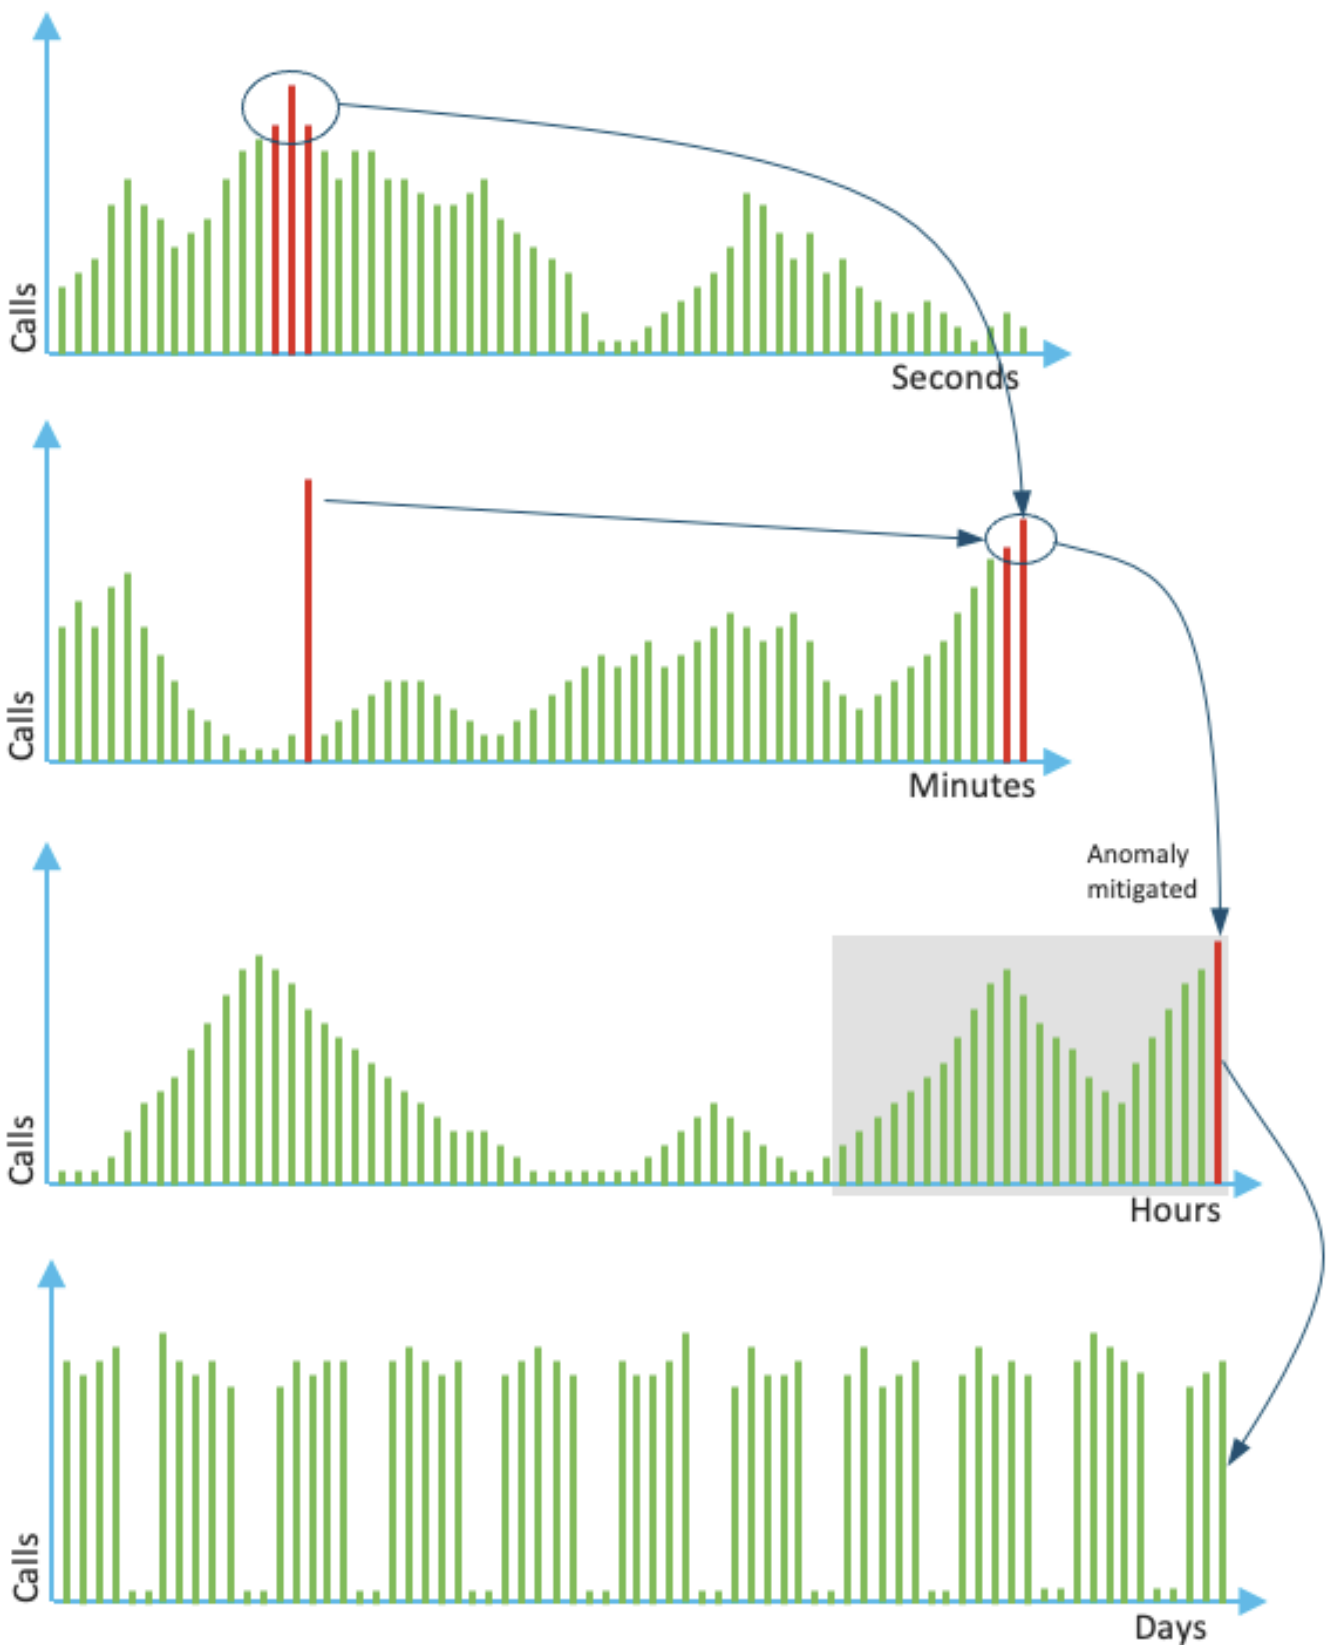 Calls
Seconds
Calls
Minutes
Anomaly
mitigated
Calls
Hours
Calls
Days